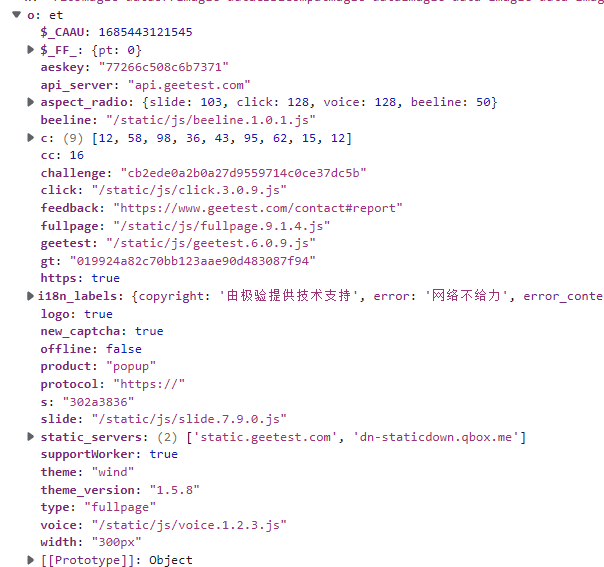 o: et
$_CAAU: 1685443121545
$_FF_: {pt: 0}
aeskey: "77266c508c6b7371"
api_server: "api.geetest.com"
aspect_radio: {slide: 103, click: 128, voice: 128, beeline: 50}
beeline: "/static/js/beeline.1.0.1.js"
c: (9) [12, 58, 98, 36, 43, 95, 62, 15, 12]
cc: 16
challenge: "cb2ede0a2b0a27d9559714c0ce37dc5b"
click: "/static/js/click.3.0.9.js"
feedback: "https://www.geetest.com/contact#report"
fullpage: "/static/js/fullpage.9.1.4.js"
geetest: "/static/js/geetest.6.0.9.js"
gt: "019924a82c70bb123aae90d483087f94"
https: true
i18n_labels: {copyright: '由极验提供技术支持', error: '网络不给力', error_conte
logo: true
new_captcha: true
offline: false
product: "popup"
protocol: "https://"
s: "302a3836"
slide: "/static/js/slide.7.9.0.js"
static_servers: (2) ['static.geetest.com', 'dn-staticdown.qbox.me']
supportWorker: true
theme: "wind"
theme_version: "1.5.8"
type: "fullpage"
voice: "/static/js/voice.1.2.3.js"
width: "300px"
[[Prototype]]: Object